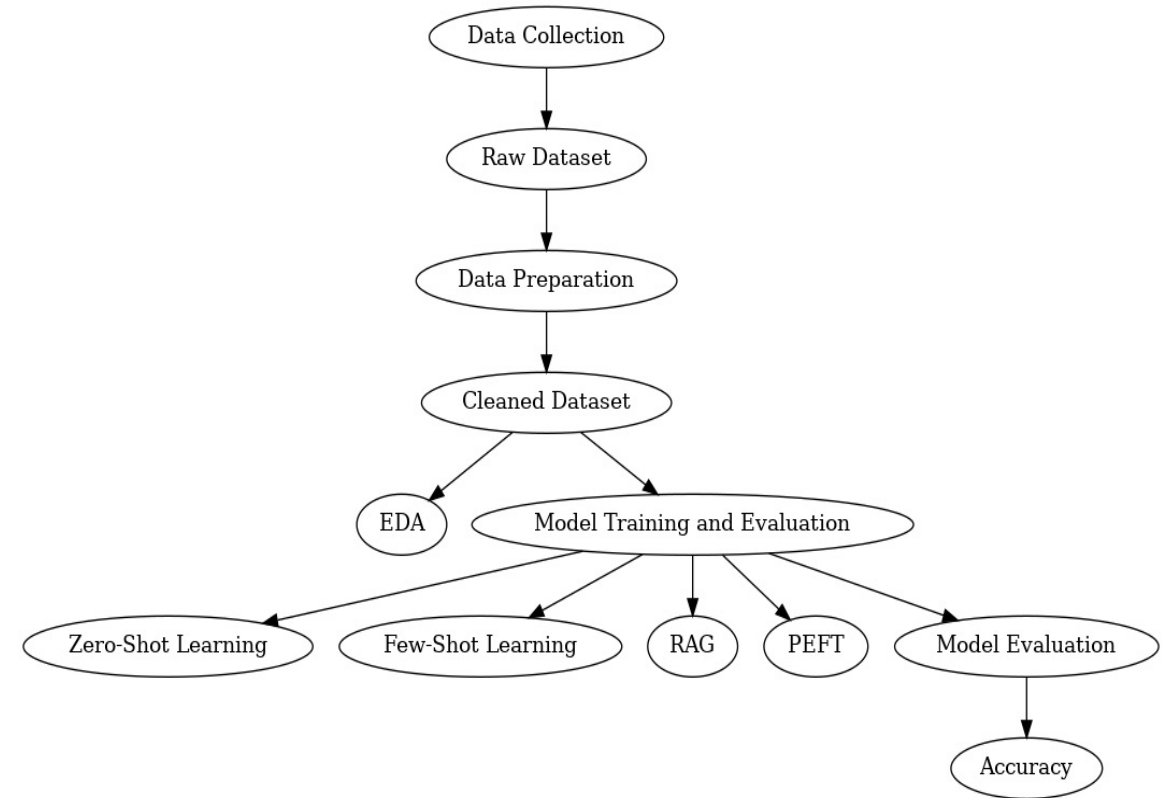 Data Collection
Raw Dataset
Data Preparation
Cleaned Dataset
EDA
Model Training and Evaluation
Zero-Shot Learning
Few-Shot Learning
RAG
PEFT
Model Evaluation
Accuracy